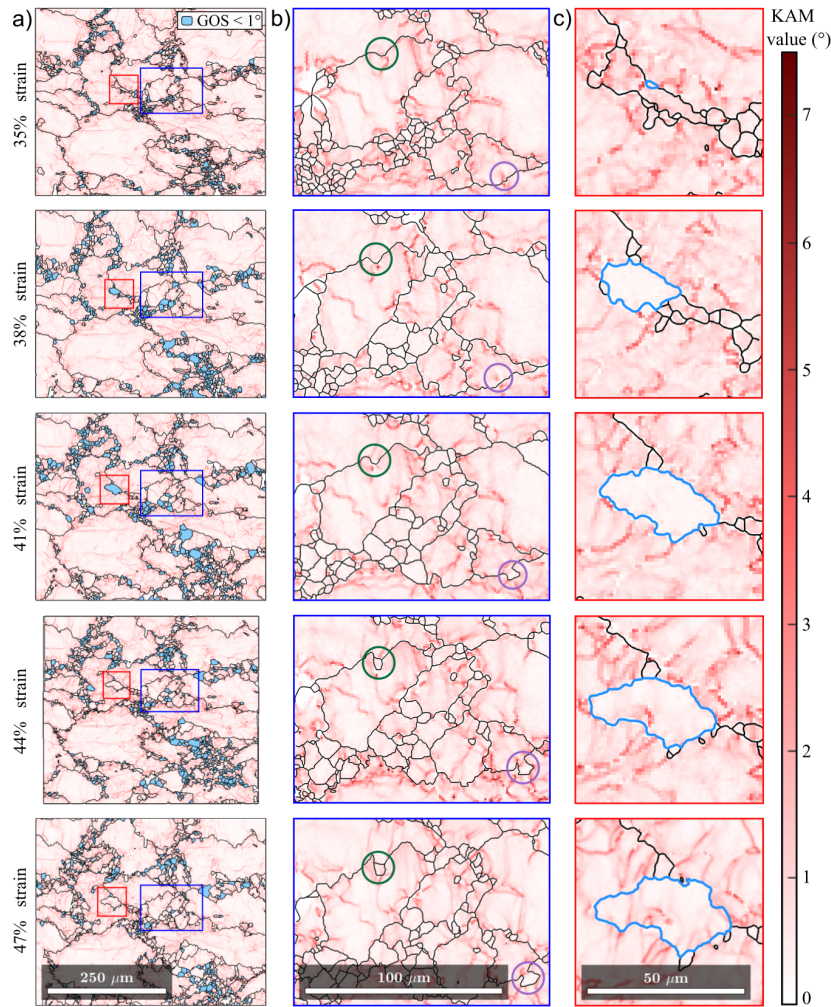 a)
GOS < 1°
b)
c)
KAM
value (°)
35% strain
38% strain
41% strain
44% strain
47% strain
7
6
5
4
3
2
1
0
250 μm
100 μm
50 μm